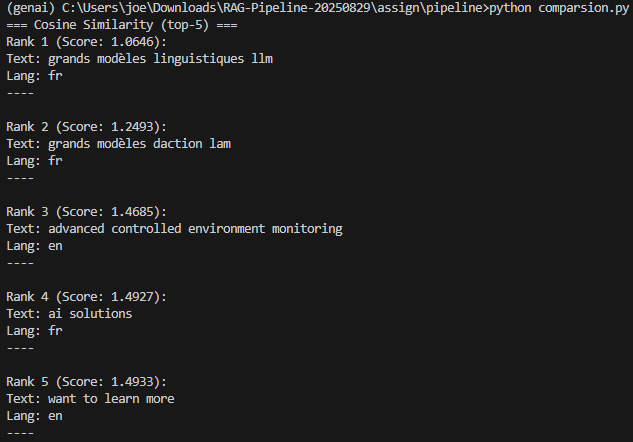 (genai) C:\Users\joe\Downloads\RAG-Pipeline-20250829\assign\pipeline>python comparsion.py
=== Cosine Similarity (top-5) ===
Rank 1 (Score: 1.0646):
Text: grands modèles linguistiques llm
Lang: fr
----
Rank 2 (Score: 1.2493):
Text: grands modèles daction lam
Lang: fr
----
Rank 3 (Score: 1.4685):
Text: advanced controlled environment monitoring
Lang: en
----
Rank 4 (Score: 1.4927):
Text: ai solutions
Lang: fr
----
Rank 5 (Score: 1.4933):
Text: want to learn more
Lang: en
----